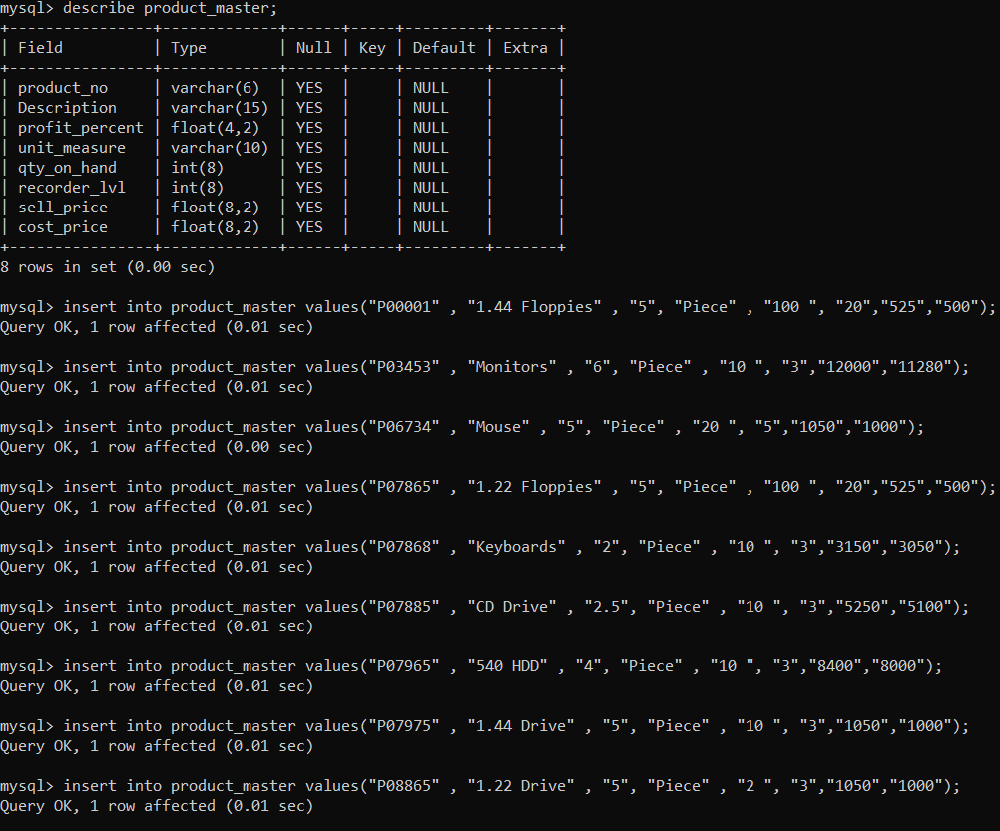 mysql> describe product_master;
+----------------+-------------+------+-----+---------+-------+
| Field          | Type        | Null | Key | Default | Extra |
+----------------+-------------+------+-----+---------+-------+
| product_no     | varchar(6)  | YES  |     | NULL    |       |
| Description    | varchar(15) | YES  |     | NULL    |       |
| profit_percent | float(4,2)  | YES  |     | NULL    |       |
| unit_measure   | varchar(10) | YES  |     | NULL    |       |
| qty_on_hand    | int(8)      | YES  |     | NULL    |       |
| recorder_lvl   | int(8)      | YES  |     | NULL    |       |
| sell_price     | float(8,2)  | YES  |     | NULL    |       |
| cost_price     | float(8,2)  | YES  |     | NULL    |       |
+----------------+-------------+------+-----+---------+-------+
8 rows in set (0.00 sec)
mysql> insert into product_master values("P00001" , "1.44 Floppies" , "5", "Piece" , "100 ", "20","525","500");
Query OK, 1 row affected (0.01 sec)
mysql> insert into product_master values("P03453" , "Monitors" , "6", "Piece" , "10 ", "3","12000","11280");
Query OK, 1 row affected (0.01 sec)
mysql> insert into product_master values("P06734" , "Mouse" , "5", "Piece" , "20 ", "5","1050","1000");
Query OK, 1 row affected (0.00 sec)
mysql> insert into product_master values("P07865" , "1.22 Floppies" , "5", "Piece" , "100 ", "20","525","500");
Query OK, 1 row affected (0.01 sec)
mysql> insert into product_master values("P07868" , "Keyboards" , "2", "Piece" , "10 ", "3","3150","3050");
Query OK, 1 row affected (0.01 sec)
mysql> insert into product_master values("P07885" , "CD Drive" , "2.5", "Piece" , "10 ", "3","5250","5100");
Query OK, 1 row affected (0.01 sec)
mysql> insert into product_master values("P07965" , "540 HDD" , "4", "Piece" , "10 ", "3","8400","8000");
Query OK, 1 row affected (0.01 sec)
mysql> insert into product_master values("P07975" , "1.44 Drive" , "5", "Piece" , "10 ", "3","1050","1000");
Query OK, 1 row affected (0.01 sec)
mysql> insert into product_master values("P08865" , "1.22 Drive" , "5", "Piece" , "2 ", "3","1050","1000");
Query OK, 1 row affected (0.01 sec)